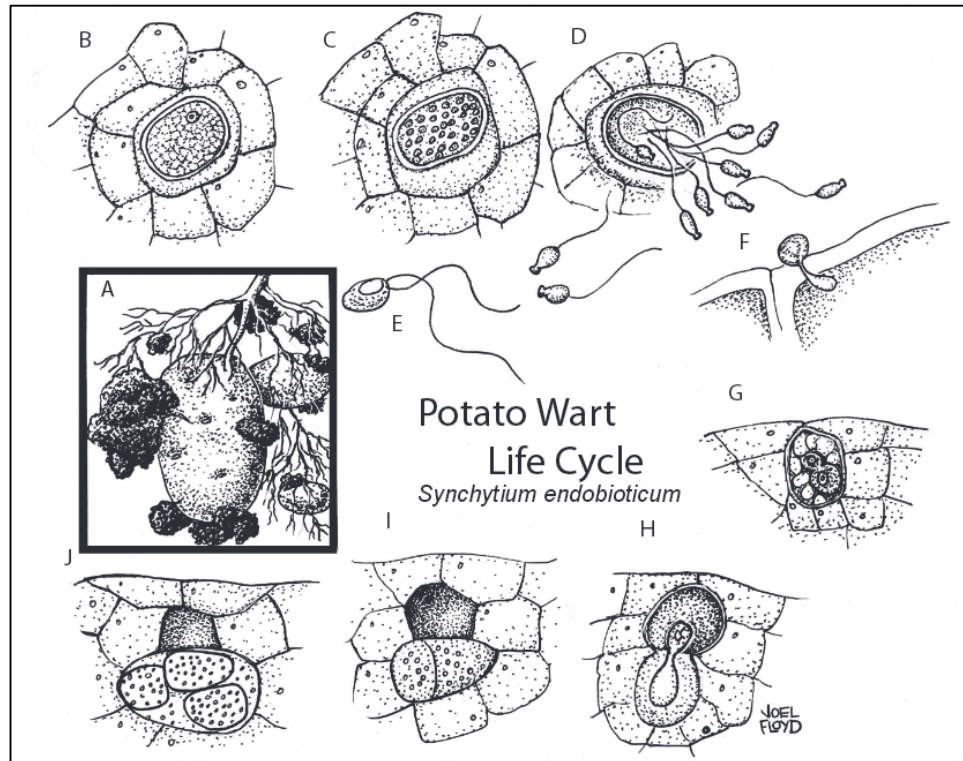 B
C
D
A
E
F
Potato Wart
Life Cycle
Synchytium endobioticum
G
J
I
H
JOEL
FLOYD